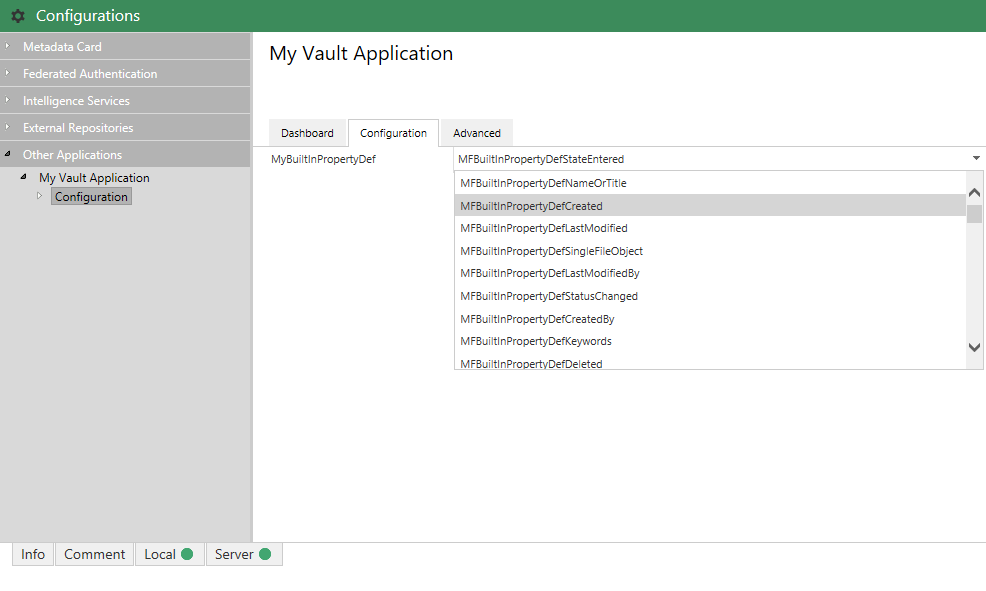 Configurations
Metadata Card
Federated Authentication
Intelligence Services
External Repositories
Other Applications
My Vault Application
Configuration
My Vault Application
Dashboard
Configuration
Advanced
MyBuiltInPropertyDef
MFBuiltInPropertyDefStateEntered
MFBuiltInPropertyDefNameOrTitle
MFBuiltInPropertyDefCreated
MFBuiltInPropertyDefLastModified
MFBuiltInPropertyDefSingleFileObject
MFBuiltInPropertyDefLastModifiedBy
MFBuiltInPropertyDefStatusChanged
MFBuiltInPropertyDefCreatedBy
MFBuiltInPropertyDefKeywords
MFBuiltInPropertyDefDeleted
Info
Comment
Local
Server